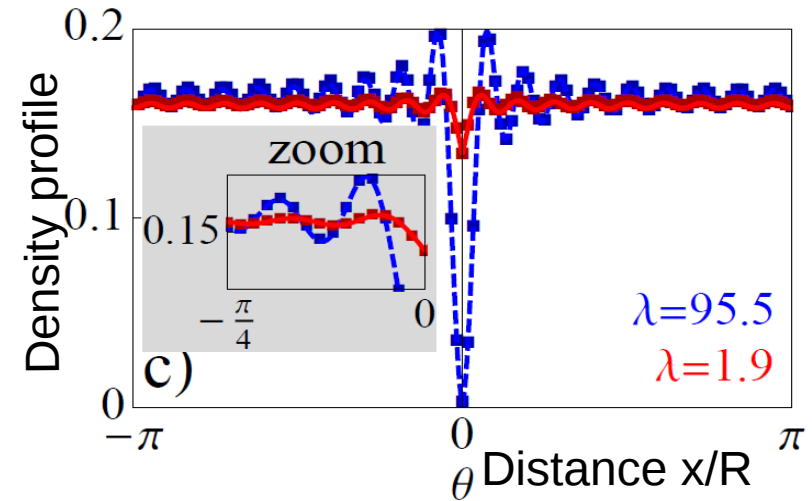 0.2
Density profile
0.1
0
zoom
0.15
− π/4
0
c)
λ=95.5
λ=1.9
−π
0
π
θ Distance x/R